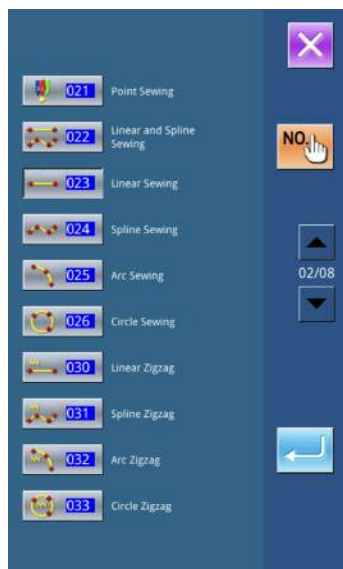 021 Point Sewing
022 Linear and Spline
Sewing
NO.
023 Linear Sewing
024 Spline Sewing
025 Arc Sewing
02/08
026 Circle Sewing
030 Linear Zigzag
031 Spline Zigzag
032 Arc Zigzag
033 Circle Zigzag